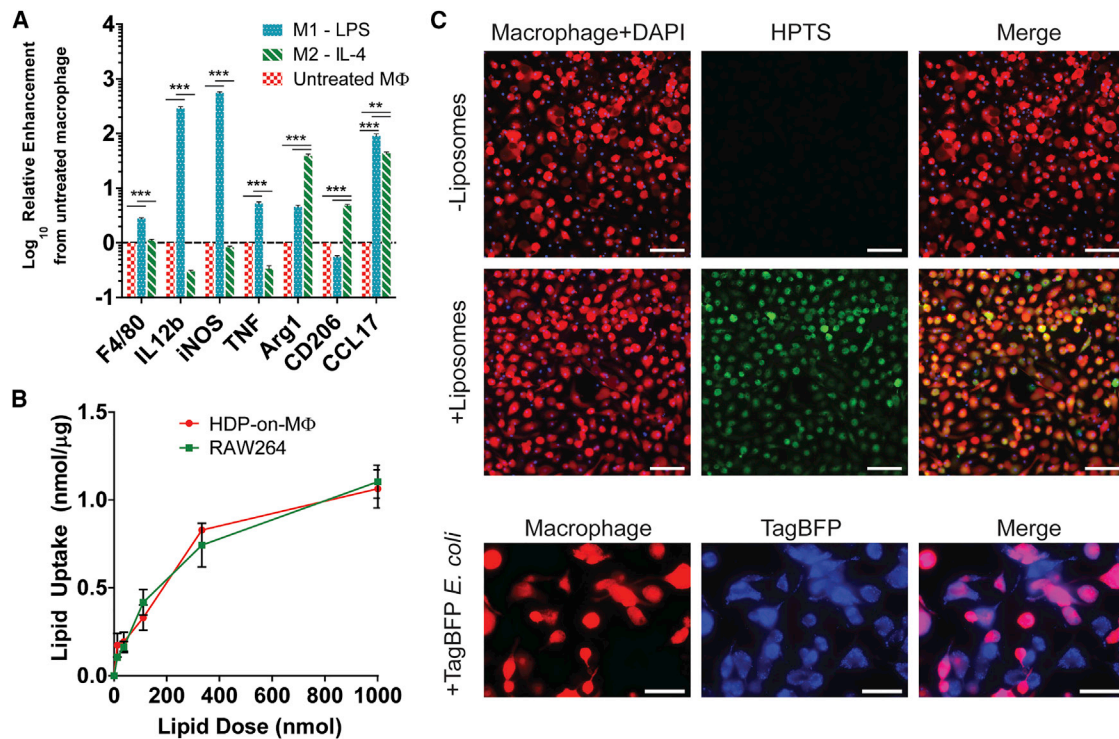 A
Log10 Relative Enhancement
from untreated macrophage
4
3
2
1
0
-1
M1 - LPS
M2 - IL-4
Untreated MΦ
***
***
***
***
***
***
**
***
F4/80
IL12b
iNOS
TNF
Arg1
CD206
CCL17
B
Lipid Uptake (nmol/µg)
1.5
1.0
0.5
0.0
HDP-on-MΦ
RAW264
0
200
400
600
800
1000
Lipid Dose (nmol)
C
Macrophage+DAPI
HPTS
Merge
-Liposomes
+Liposomes
Macrophage
TagBFP
Merge
+TagBFP E. coli